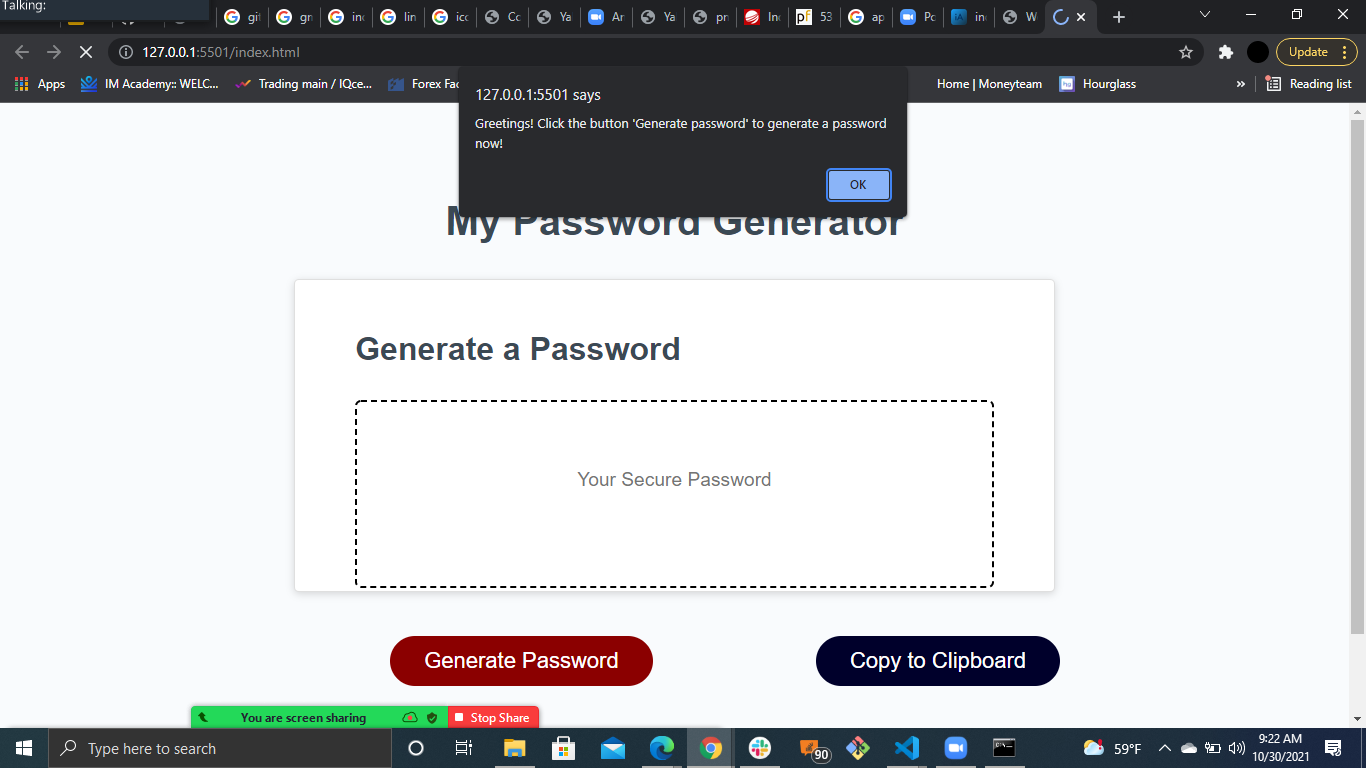 Talking:
git
gm
inc
lin
icc
Cc
Ya
Ar
Ya
pr
Inc
pf
53
ap
Pc
iA
in
W
127.0.0.1:5501/index.html
Update
Apps
IM Academy:: WELC...
Trading main / IQce...
Forex Fac
Home | Moneyteam
Hourglass
»
Reading list
127.0.0.1:5501 says
Greetings! Click the button 'Generate password' to generate a password
now!
OK
My Password Generator
Generate a Password
Your Secure Password
Generate Password
Copy to Clipboard
You are screen sharing
Stop Share
Type here to search
90
59°F
9:22 AM
10/30/2021